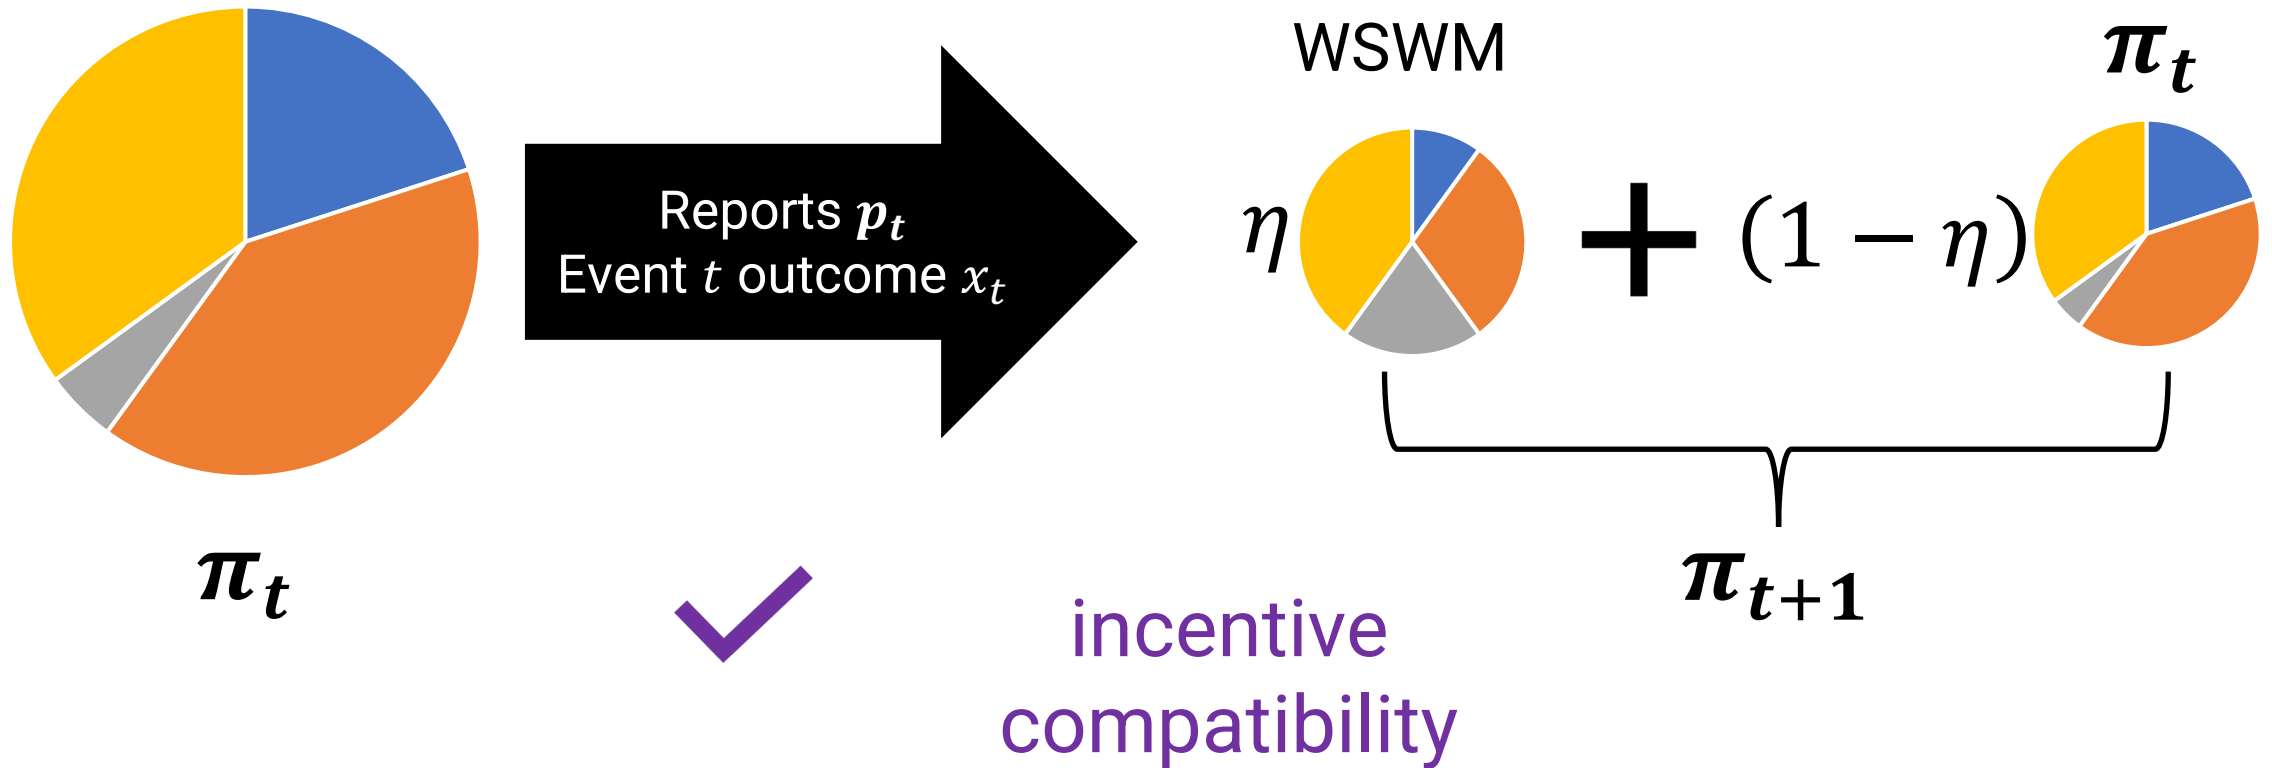 π_t
Reports p_t
Event t outcome x_t
WSWM
η
+
(1 − η)
π_t
π_{t+1}
incentive
compatibility